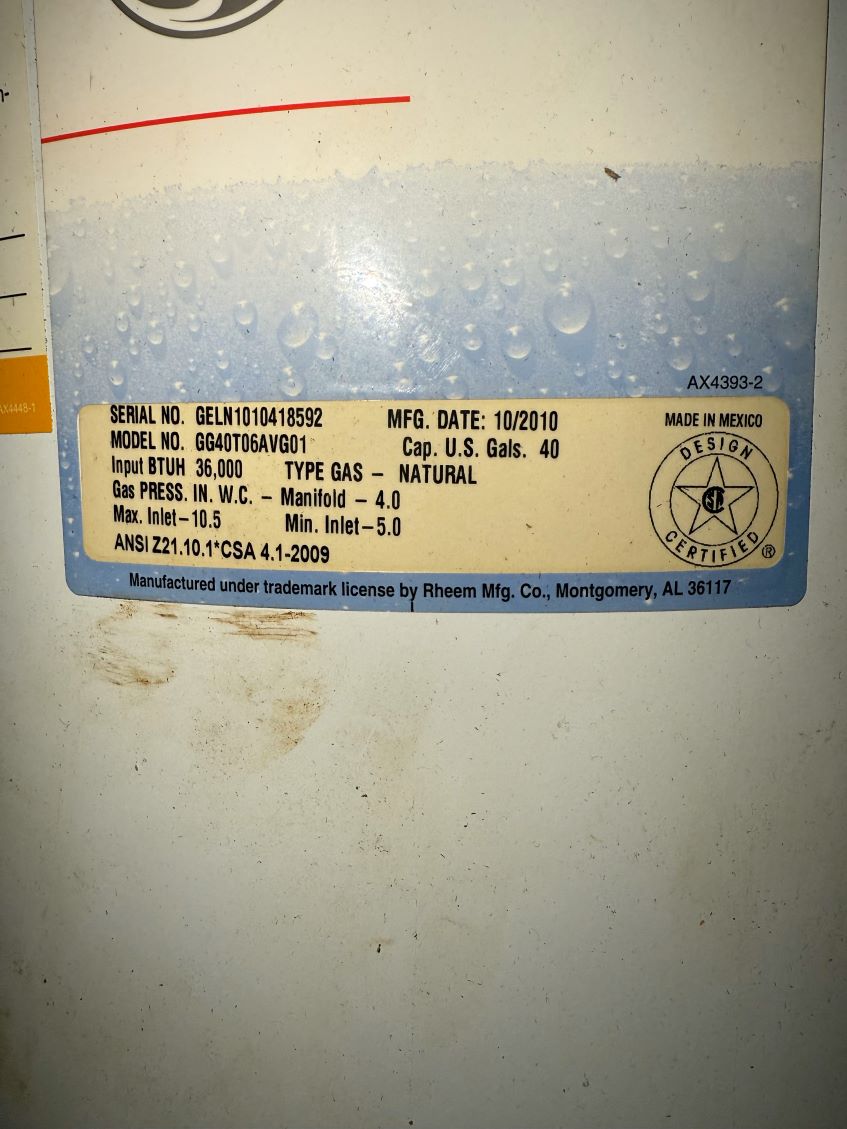 AX4448-1
AX4393-2
SERIAL NO. GELN1010418592 MFG. DATE: 10/2010 MADE IN MEXICO
MODEL NO. GG40T06AVG01 Cap. U.S. Gals. 40
Input BTUH 36,000 TYPE GAS – NATURAL
Gas PRESS. IN. W.C. – Manifold – 4.0
Max. Inlet–10.5 Min. Inlet–5.0
ANSI Z21.10.1*CSA 4.1-2009
DESIGN
CERTIFIED ®
Manufactured under trademark license by Rheem Mfg. Co., Montgomery, AL 36117